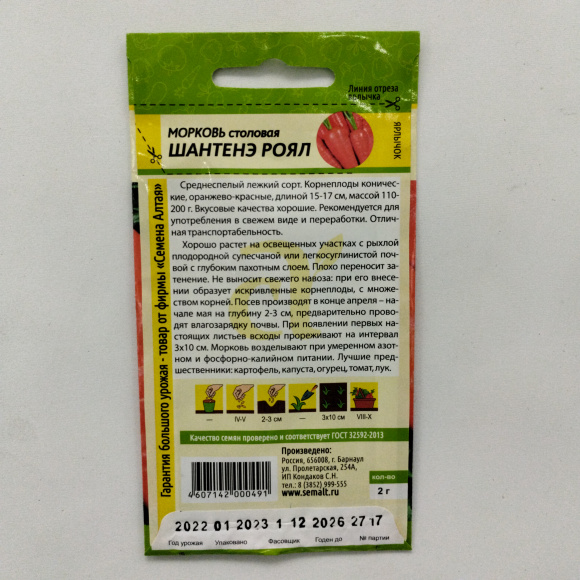 Линия отреза
ярлычка
ЯРЛЫЧОК
МОРКОВЬ столовая
ШАНТЕНЭ РОЯЛ
Гарантия большого урожая - товар от фирмы «Семена Алтая»
Среднеспелый лежкий сорт. Корнеплоды коничес-
кие, оранжево-красные, длиной 15-17 см, массой 110-
200 г. Вкусовые качества хорошие. Рекомендуется для
употребления в свежем виде и переработки. Отлич-
ная транспортабельность.
Хорошо растет на освещенных участках с рыхлой
плодородной супесчаной или легкосуглинистой поч-
вой с глубоким пахотным слоем. Плохо переносит за-
тенение. Не выносит свежего навоза: при его внесе-
нии образует искривленные корнеплоды, с множе-
ством корней. Посев производят в конце апреля – на-
чале мая на глубину 2-3 см, предварительно прово-
дят влагозарядку почвы. При появлении первых на-
стоящих листьев всходы прореживают на интервал
3х10 см. Морковь возделывают при умеренном азот-
ном и фосфорно-калийном питании. Лучшие пред-
шественники: картофель, капуста, огурец, томат, лук.
— IV-V 2-3 см — 3х10 см VIII-X
Качество семян проверено и соответствует ГОСТ 32592-2013
Произведено:
Россия, 656008, г. Барнаул
ул. Пролетарская, 254А,
ИП Кондаков С.Н.
тел.: 8 (3852) 999-555
www.semalt.ru
кол-во
2 г
4 607142 000491
2022 01 2023 1 12 2026 27 17
Год урожая Упаковано Фасовщик Годен до № партии